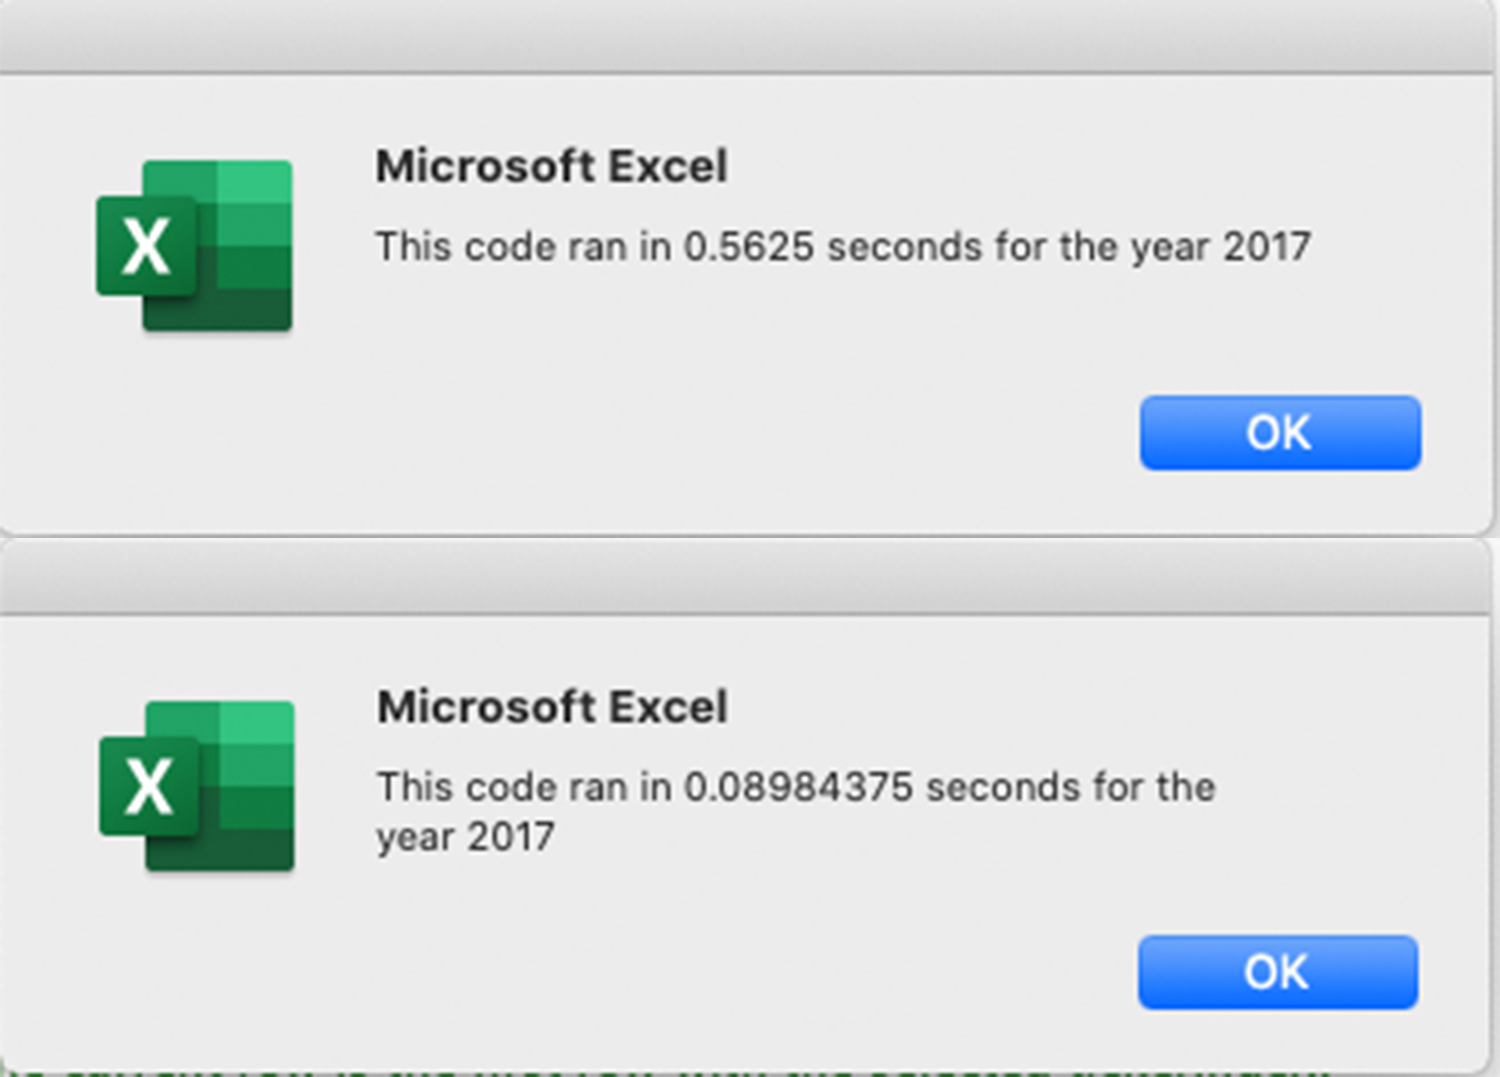 Microsoft Excel
This code ran in 0.5625 seconds for the year 2017
X
OK
Microsoft Excel
This code ran in 0.08984375 seconds for the
year 2017
X
OK